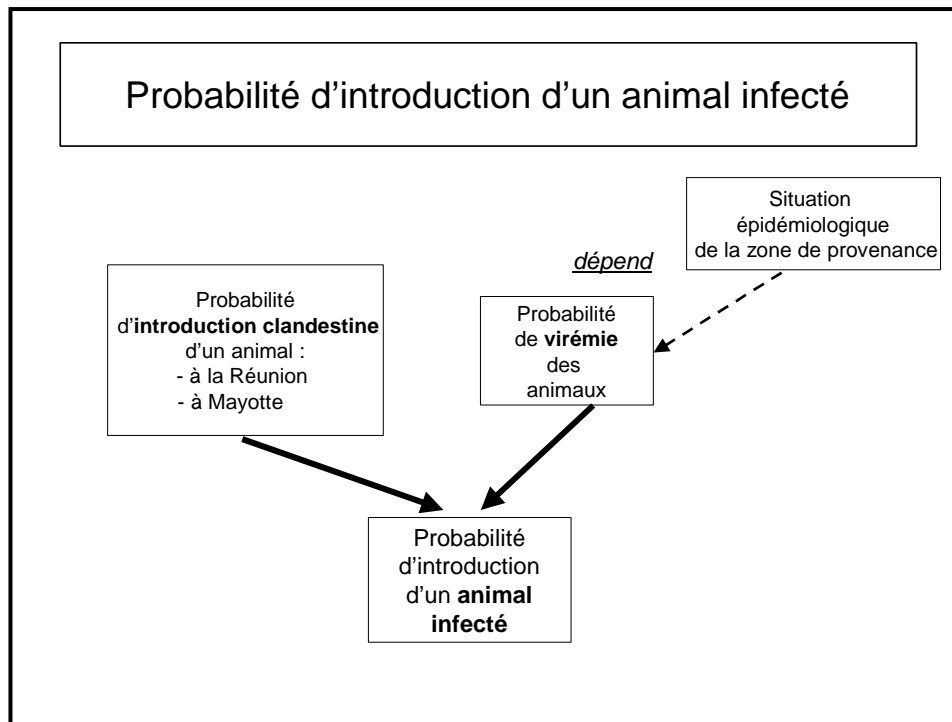 Probabilité d’introduction d’un animal infecté
Situation
épidémiologique
de la zone de provenance
dépend
Probabilité
d’introduction clandestine
d’un animal :
- à la Réunion
- à Mayotte
Probabilité
de virémie
des
animaux
Probabilité
d’introduction
d’un animal
infecté